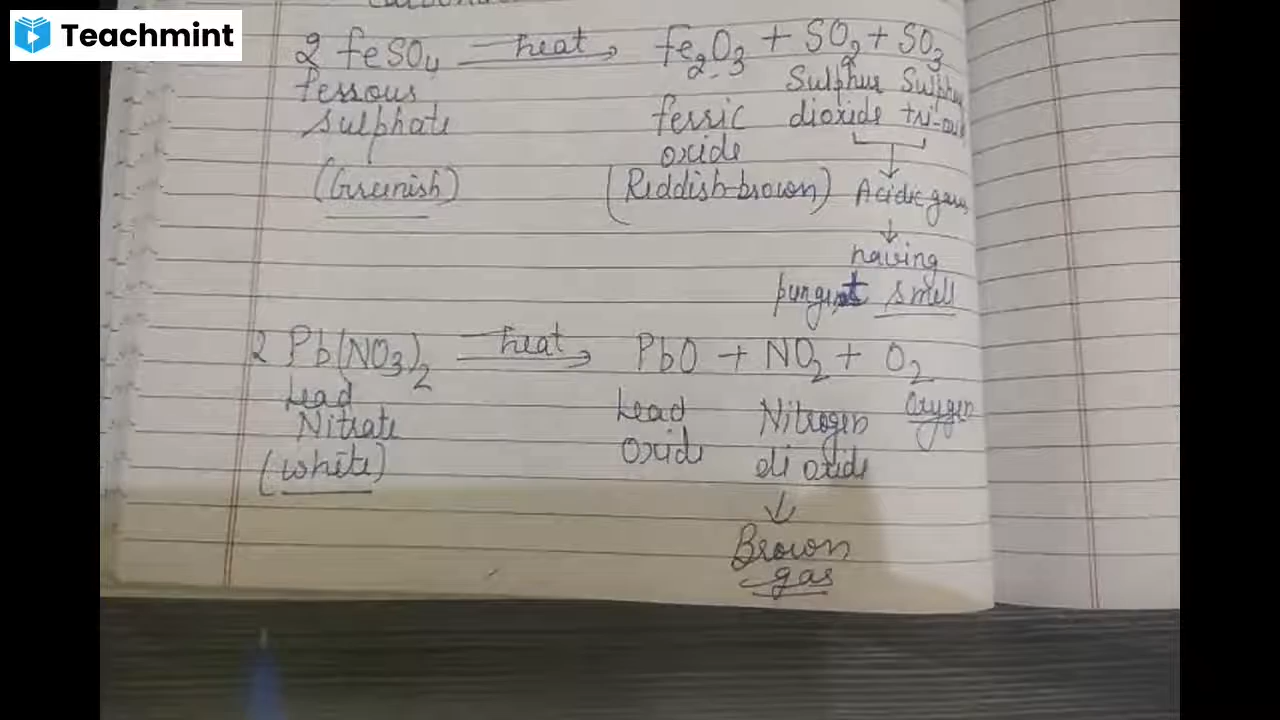 Teachmint
2 FeSO₄ —heat→ Fe₂O₃ + SO₂ + SO₃
Ferrous sulphate
(Greenish)
Ferric oxide
(Reddish-brown)
Sulphur dioxide
Sulphur
Acidic gases
having
pungent smell
2 Pb(NO₃)₂ —heat→ PbO + NO₂ + O₂
Lead
Nitrate
(white)
Lead
oxide
Nitrogen
di oxide
Oxygen
Brown
gas